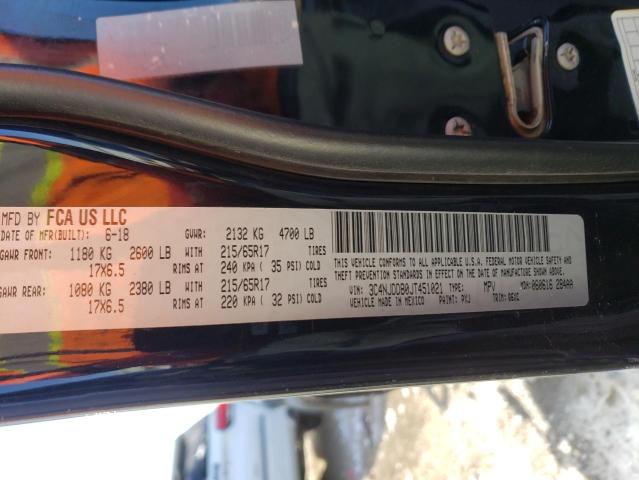 MFD BY FCA US LLC
DATE OF MFR(BUILT): 6-18 GVWR: 2132 KG 4700 LB
GAWR FRONT: 1180 KG 2600 LB WITH 215/65R17 TIRES
17X6.5 RIMS AT 240 KPA ( 35 PSI) COLD
GAWR REAR: 1080 KG 2380 LB WITH 215/65R17 TIRES
17X6.5 RIMS AT 220 KPA ( 32 PSI) COLD
THIS VEHICLE CONFORMS TO ALL APPLICABLE U.S.A. FEDERAL MOTOR VEHICLE SAFETY AND
THEFT PREVENTION STANDARDS IN EFFECT ON THE DATE OF MANUFACTURE SHOWN ABOVE.
VIN: 3C4NJDDB0JT451021 TYPE: MPV MDH: 060616 284AA
VEHICLE MADE IN MEXICO PAINT: PXJ TRIM: